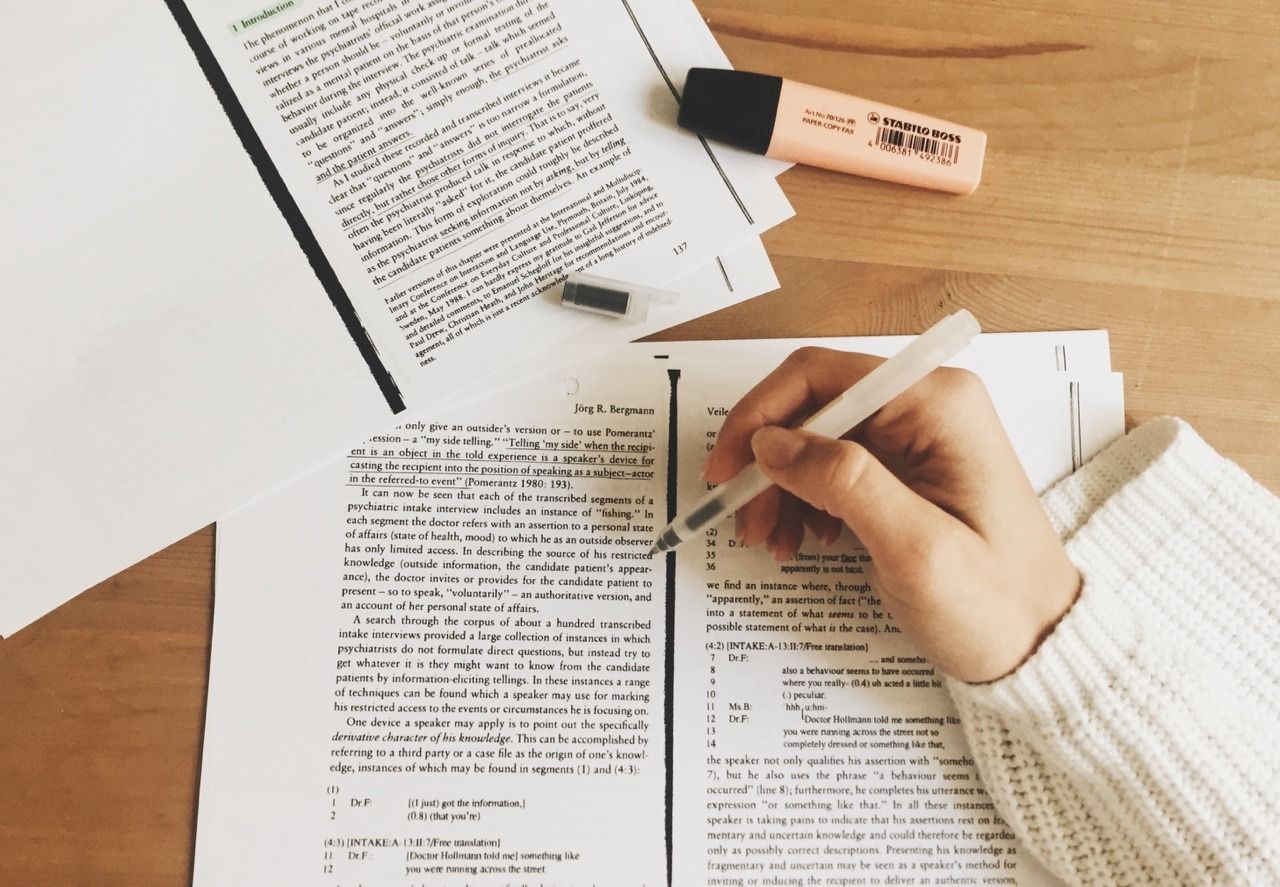 1 Introduction
The phenomenon that I
course of working on tape
views in various mental hospitals in
interviews the psychiatrists' official work
whether a person should be – voluntarily or
talized as a mental patient on the basis of that person's
behavior during the interview. The psychiatric examination did
usually include any physical check-up or formal testing of the
candidate patient; instead, it consisted of talk – talk which seemed
to be organized into the well-known series of preallocated
"questions" and "answers"; simply enough, the psychiatrist asks
and the patient answers.
As I studied these recorded and transcribed interviews it became
clear that "questions" and "answers" is too narrow a formulation,
since regularly the psychiatrists did not interrogate the patients
directly, but rather chose other forms of inquiry. That is to say, very
often the psychiatrist produced talk in response to which, without
having been literally "asked" for it, the candidate patient proffered
information. This form of exploration could roughly be described
as the psychiatrist seeking information not by asking, but by telling
the candidate patients something about themselves. An example of
Earlier versions of this chapter were presented at the International and Multidiscip-
linary Conference on Interaction and Language Use, Plymouth, Britain, July 1984,
and at the Conference on Everyday Culture and Professional Culture, Linköping,
Sweden, May 1988. I can hardly express my gratitude to Gail Jefferson for advice
and detailed comments, to Emanuel Schegloff for his insightful suggestions, and to
Paul Drew, Christian Heath, and John Heritage for recommendations and encour-
agement, all of which is just a recent acknowledgement of a long history of indebted-
ness.
137
Art.No 70/126
PAPER COPY FAX
STABILO BOSS
4 006381 492386
Jörg R. Bergmann
only give an outsider's version or – to use Pomerantz'
ession – a "my side telling." "Telling 'my side' when the recipi-
ent is an object in the told experience is a speaker's device for
casting the recipient into the position of speaking as a subject–actor
in the referred-to event" (Pomerantz 1980: 193).
It can now be seen that each of the transcribed segments of a
psychiatric intake interview includes an instance of "fishing." In
each segment the doctor refers with an assertion to a personal state
of affairs (state of health, mood) to which he as an outside observer
has only limited access. In describing the source of his restricted
knowledge (outside information, the candidate patient's appear-
ance), the doctor invites or provides for the candidate patient to
present – so to speak, "voluntarily" – an authoritative version, and
an account of her personal state of affairs.
A search through the corpus of about a hundred transcribed
intake interviews provided a large collection of instances in which
psychiatrists do not formulate direct questions, but instead try to
get whatever it is they might want to know from the candidate
patients by information-eliciting tellings. In these instances a range
of techniques can be found which a speaker may use for marking
his restricted access to the events or circumstances he is focusing on.
One device a speaker may apply is to point out the specifically
derivative character of his knowledge. This can be accomplished by
referring to a third party or a case file as the origin of one's knowl-
edge, instances of which may be found in segments (1) and (4:3):
(1)
1 Dr.F: [(I just) got the information,]
2 (0.8) (that you're)
(4:3) [INTAKE:A-13:II:7/Free translation]
11 Dr.F.: [Doctor Hollmann told me] something like
12 you were running across the street
Veile
or
(a
kn
(2)
34 D
35 (from) your face tha
36 apparently is not bad.
we find an instance where, through
"apparently," an assertion of fact ("the
into a statement of what seems to be t
possible statement of what is the case). And
(4:2) [INTAKE:A-13:II:7/Free translation]
7 Dr.F: .... and someho
8 also a behaviour seems to have occurred
9 where you really- (0.4) uh acted a little bit
10 (.) peculiar.
11 Ms.B: hhh u:hm-
12 Dr.F: Doctor Hollmann told me something like
13 you were running across the street not so
14 completely dressed or something like that,
the speaker not only qualifies his assertion with "someho
7), but he also uses the phrase "a behaviour seems
occurred" (line 8); furthermore, he completes his utterance w
expression "or something like that." In all these instances
speaker is taking pains to indicate that his assertions rest on fra
mentary and uncertain knowledge and could therefore be regarded
only as possibly correct descriptions. Presenting his knowledge as
fragmentary and uncertain may be seen as a speaker's method for
inviting or inducing the recipient to deliver an authentic version,